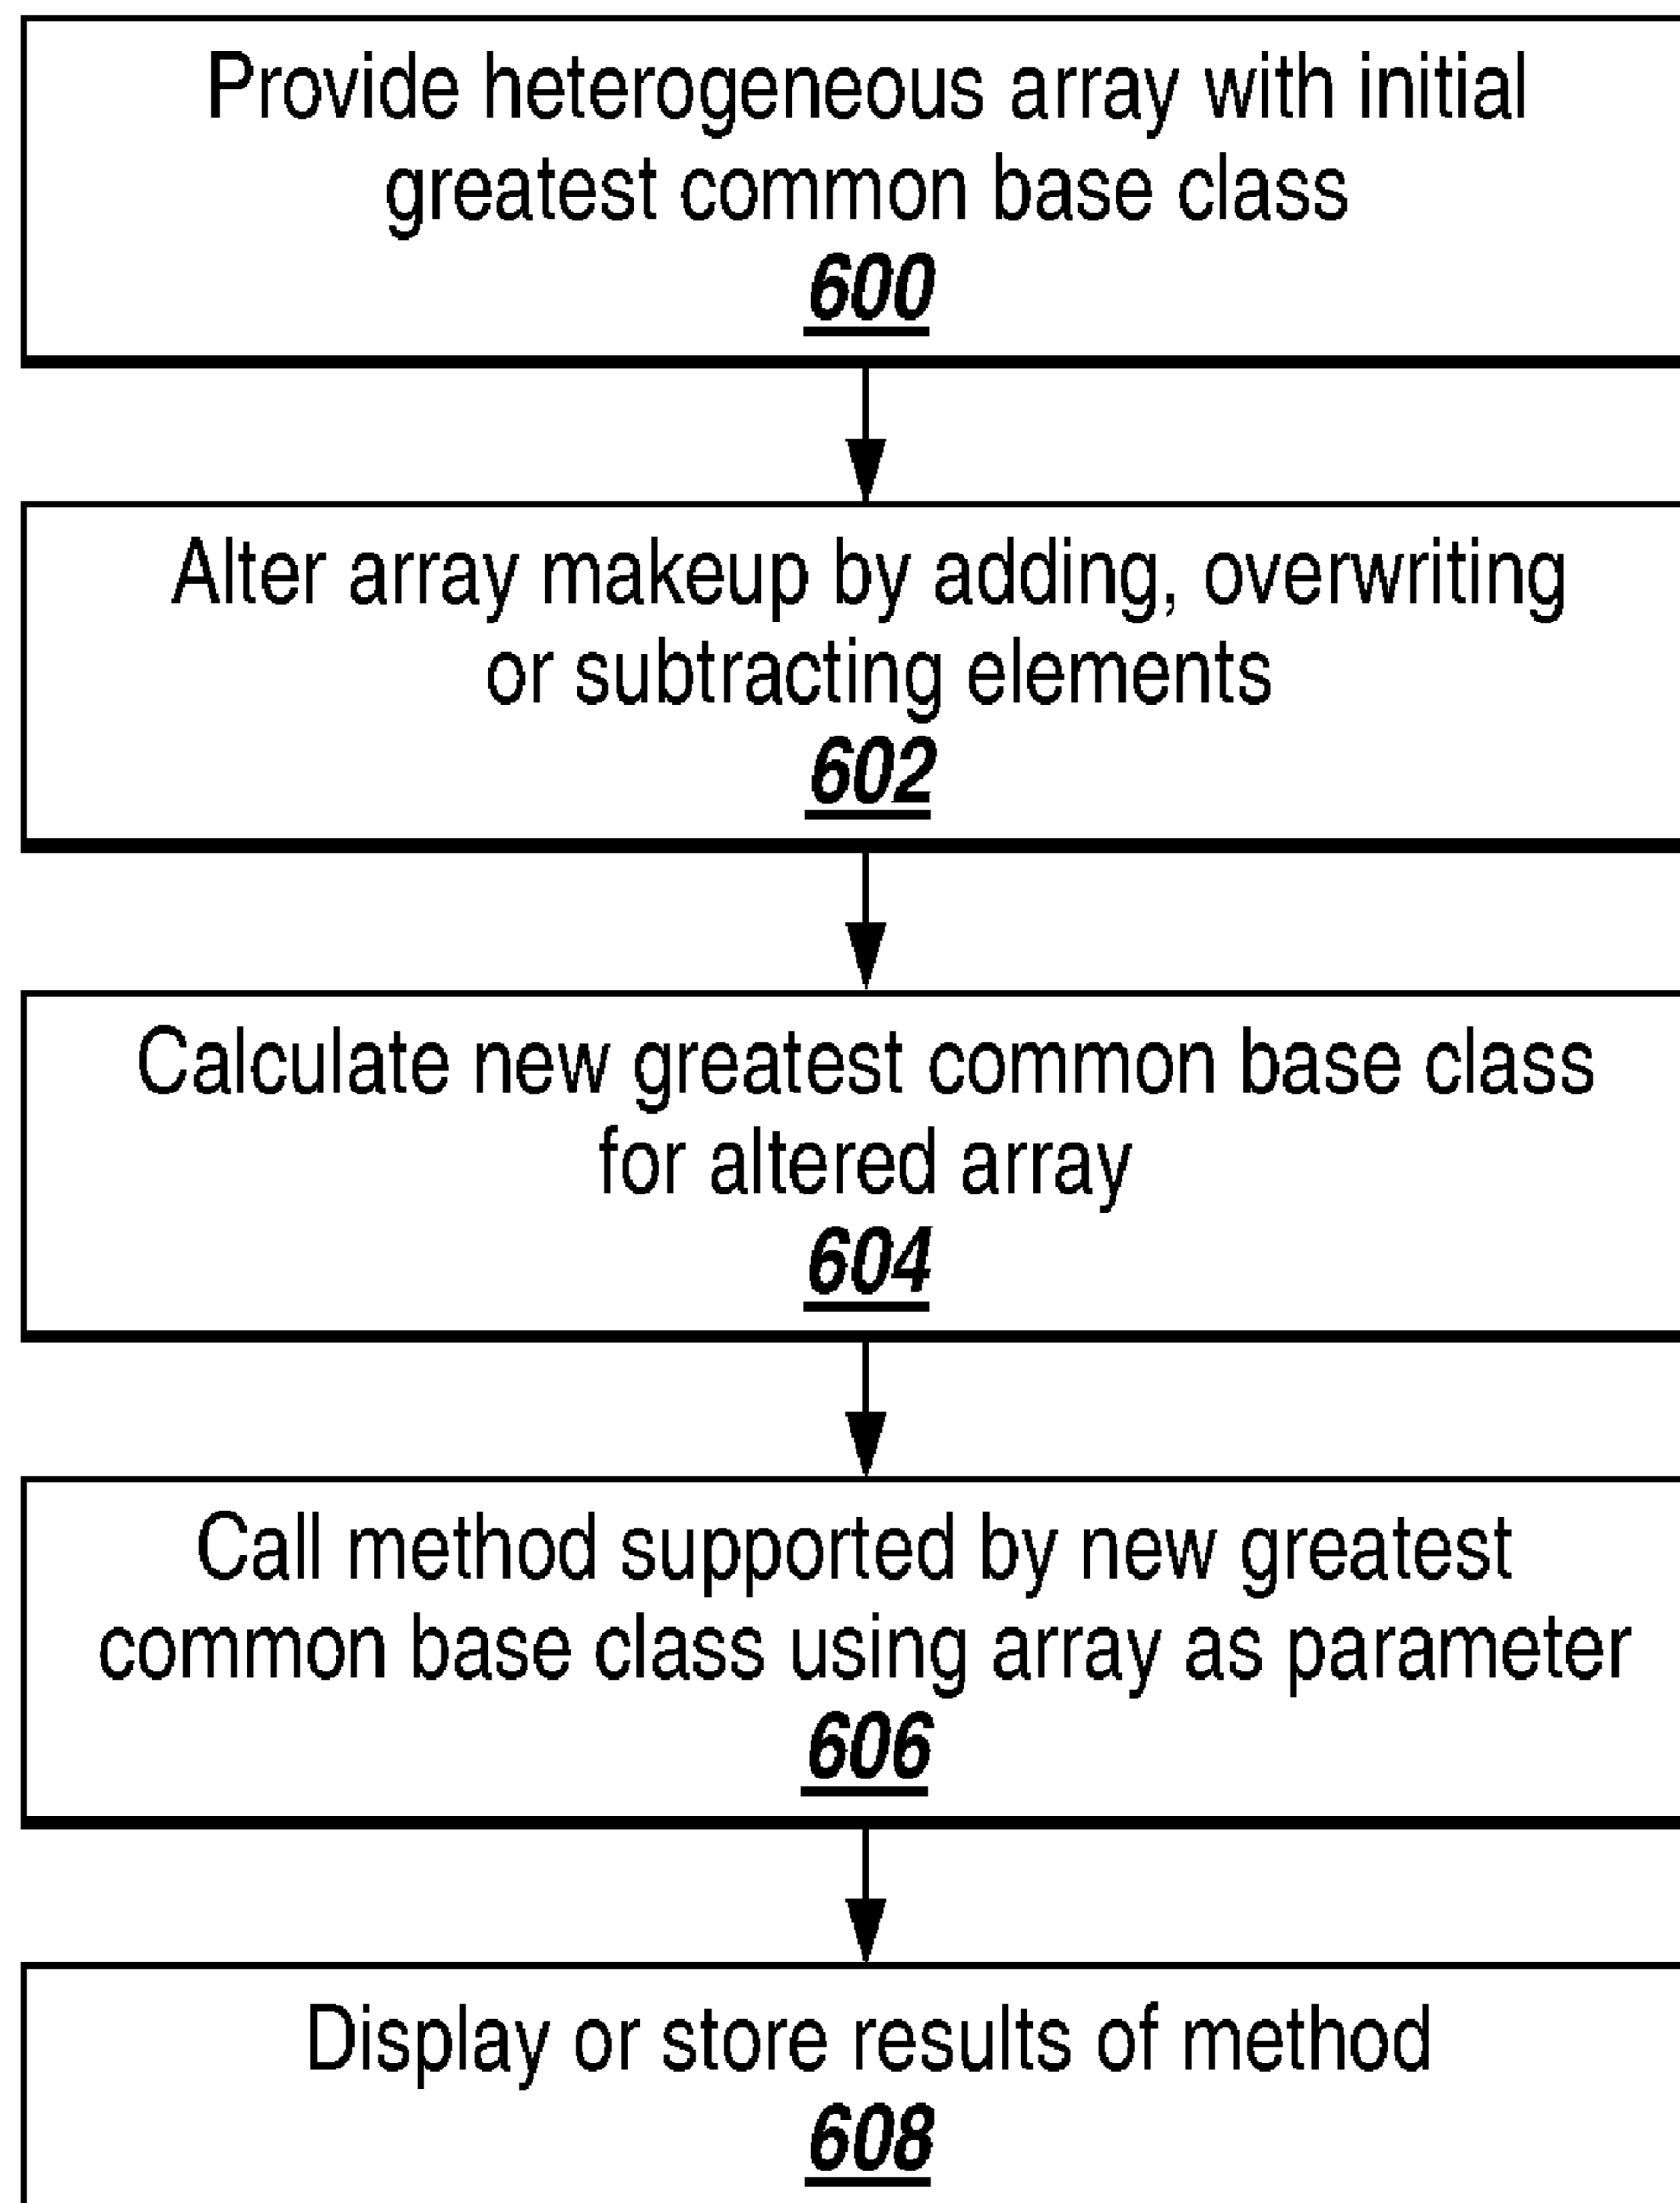 Provide heterogeneous array with initial
greatest common base class
600
Alter array makeup by adding, overwriting
or subtracting elements
602
Calculate new greatest common base class
for altered array
604
Call method supported by new greatest
common base class using array as parameter
606
Display or store results of method
608